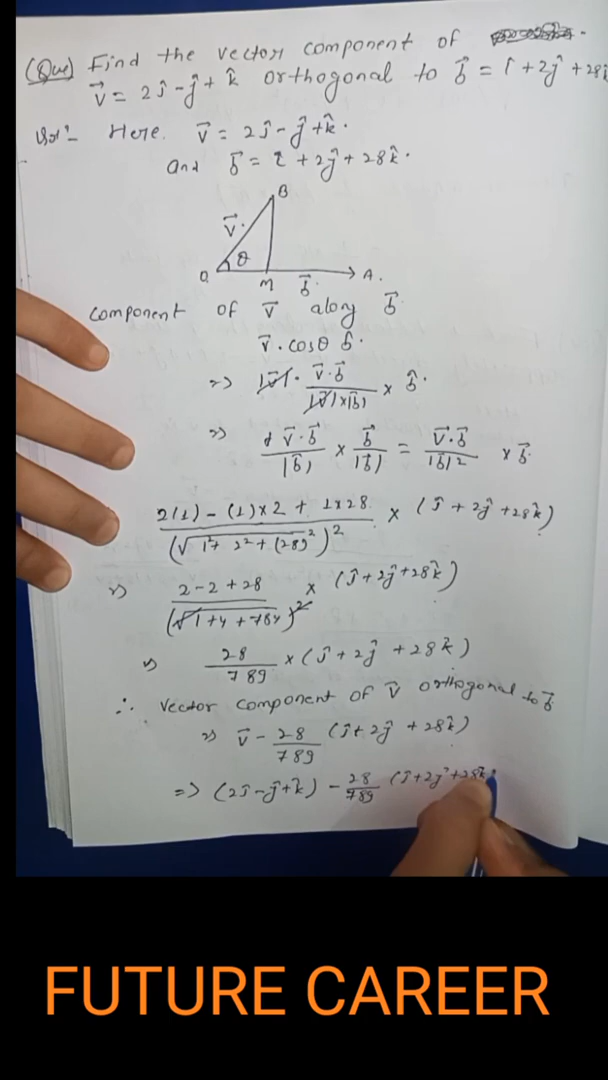 (Que) Find the vector component of
v⃗ = 2î - ĵ + k̂ orthogonal to b⃗ = î + 2ĵ + 28k̂
Solⁿ- Here. v⃗ = 2î - ĵ + k̂.
And b⃗ = î + 2ĵ + 28k̂.
B
v⃗.
θ
O M b⃗ A.
component of v⃗ along b⃗.
v⃗ . cosθ b̂.
=> |v⃗| . (v⃗ . b⃗)/(|v⃗| × |b⃗|) × b̂.
=> (v⃗ . b⃗)/|b⃗| × b⃗/|b⃗| = (v⃗ . b⃗)/|b⃗|² × b⃗.
(2(1) - (1)×2 + 1×28)/(√(1² + 2² + (28)²))² × (î + 2ĵ + 28k̂)
=> (2 - 2 + 28)/(√(1 + 4 + 784))² × (î + 2ĵ + 28k̂)
=> 28/789 × (î + 2ĵ + 28k̂)
∴ vector component of v⃗ orthogonal to b⃗
=> v⃗ - 28/789 (î + 2ĵ + 28k̂)
=> (2î - ĵ + k̂) - 28/789 (î + 2ĵ + 28k̂
FUTURE CAREER